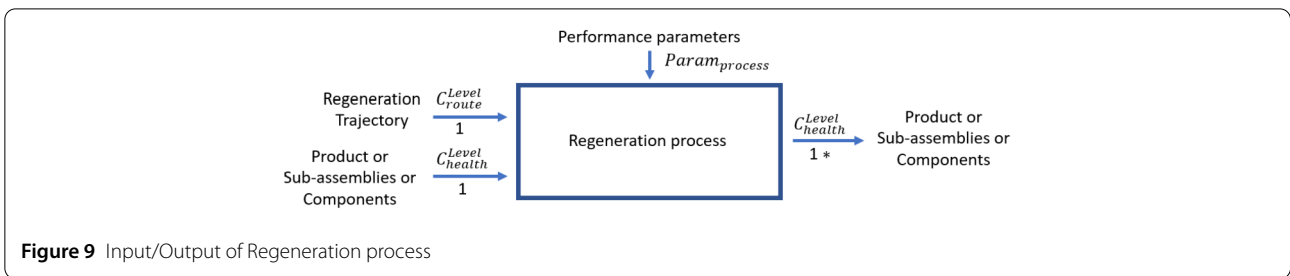 Performance parameters
Param_process
Regeneration
Trajectory
C_route^Level
1
Product or
Sub-assemblies or
Components
C_health^Level
1
Regeneration process
C_health^Level
1 *
Product or
Sub-assemblies or
Components
Figure 9 Input/Output of Regeneration process